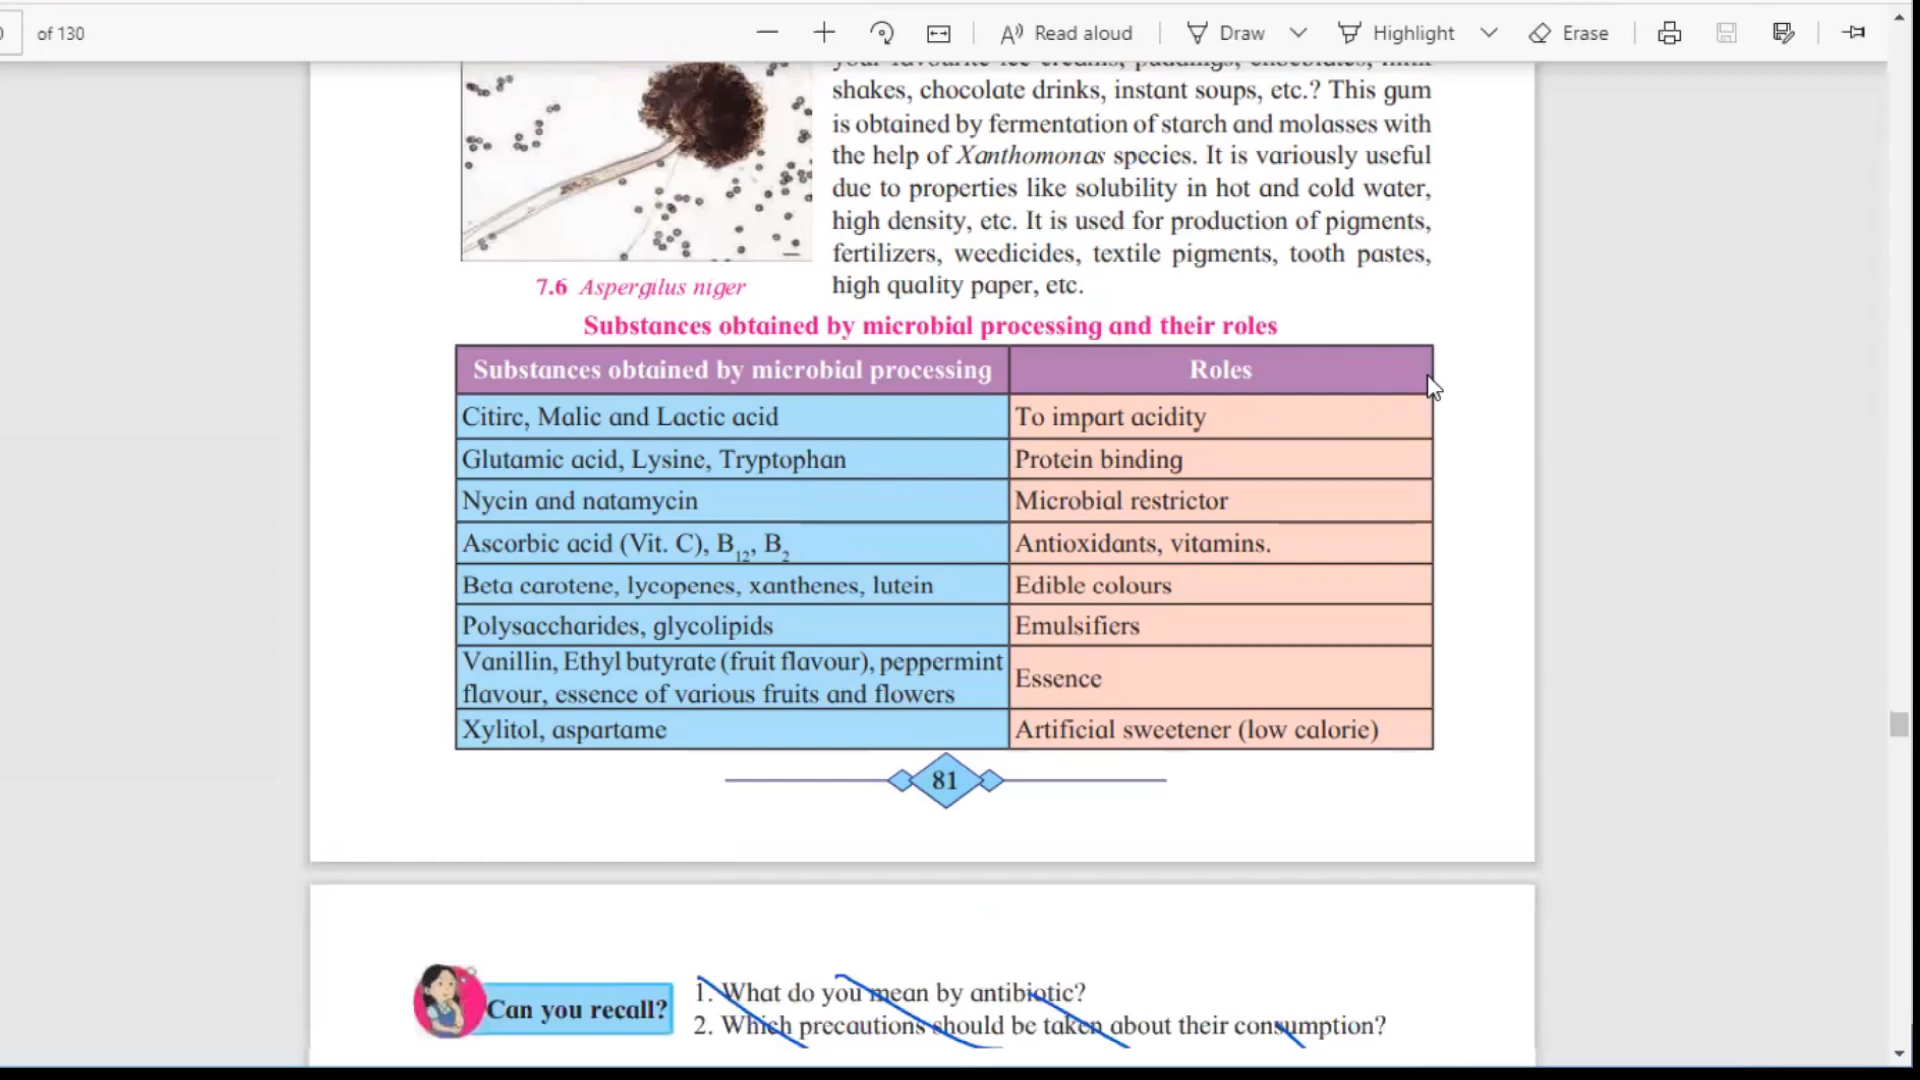 of 130
Read aloud
Draw
Highlight
Erase
shakes, chocolate drinks, instant soups, etc.? This gum
is obtained by fermentation of starch and molasses with
the help of Xanthomonas species. It is variously useful
due to properties like solubility in hot and cold water,
high density, etc. It is used for production of pigments,
fertilizers, weedicides, textile pigments, tooth pastes,
high quality paper, etc.
7.6 Aspergilus niger
Substances obtained by microbial processing and their roles
Substances obtained by microbial processing Roles
Citirc, Malic and Lactic acid To impart acidity
Glutamic acid, Lysine, Tryptophan Protein binding
Nycin and natamycin Microbial restrictor
Ascorbic acid (Vit. C), B12, B2 Antioxidants, vitamins.
Beta carotene, lycopenes, xanthenes, lutein Edible colours
Polysaccharides, glycolipids Emulsifiers
Vanillin, Ethyl butyrate (fruit flavour), peppermint
flavour, essence of various fruits and flowers Essence
Xylitol, aspartame Artificial sweetener (low calorie)
81
Can you recall?
1. What do you mean by antibiotic?
2. Which precautions should be taken about their consumption?